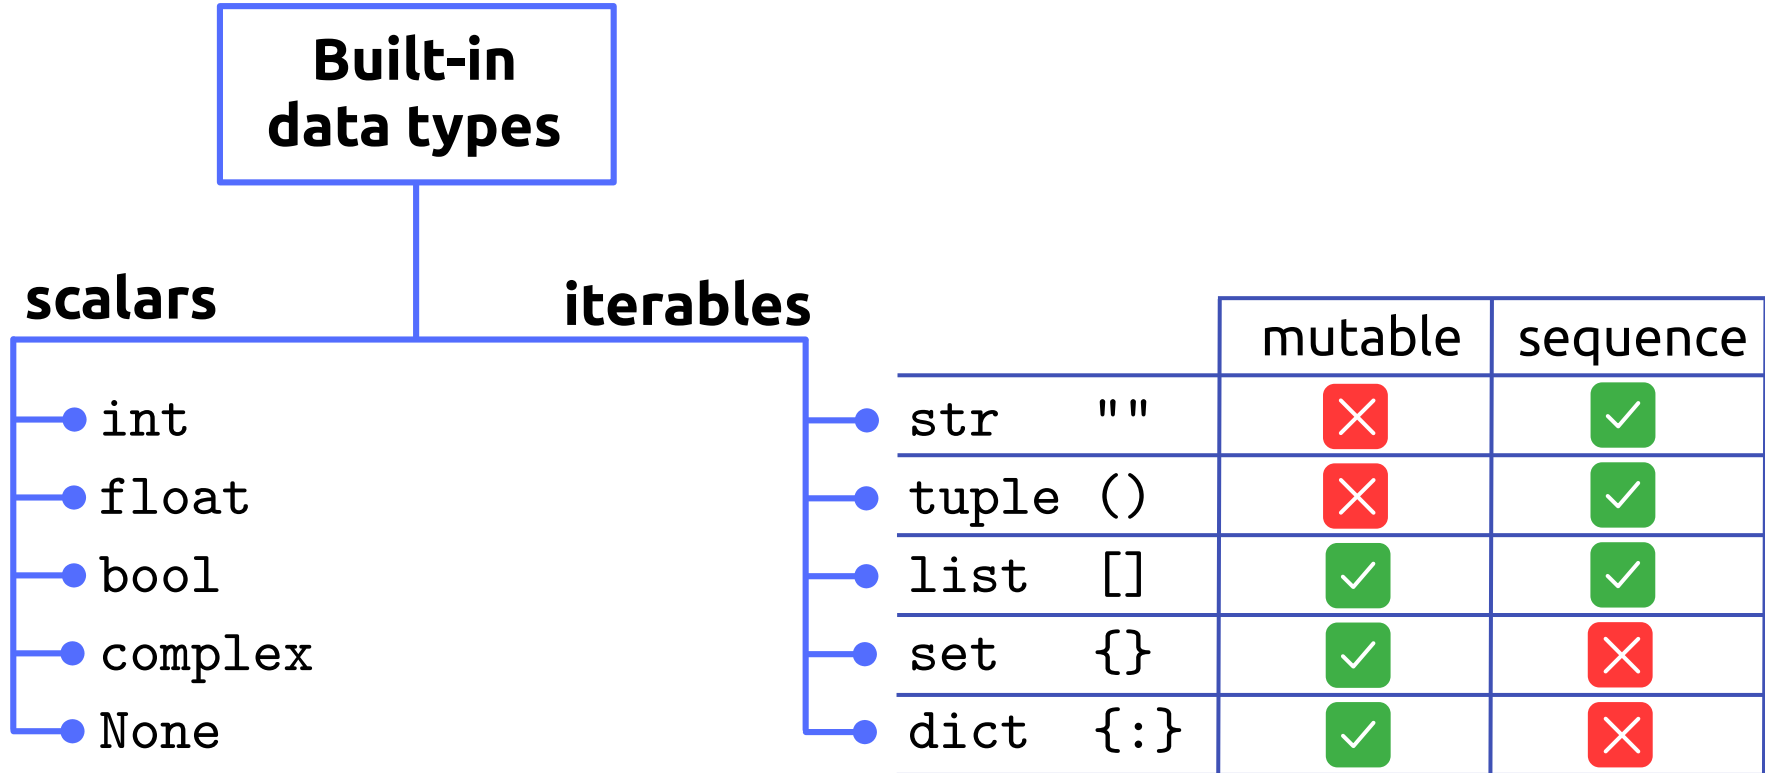 Built-in
data types
scalars
iterables
mutable sequence
int
float
bool
complex
None
str ""
tuple ()
list []
set {}
dict {:}